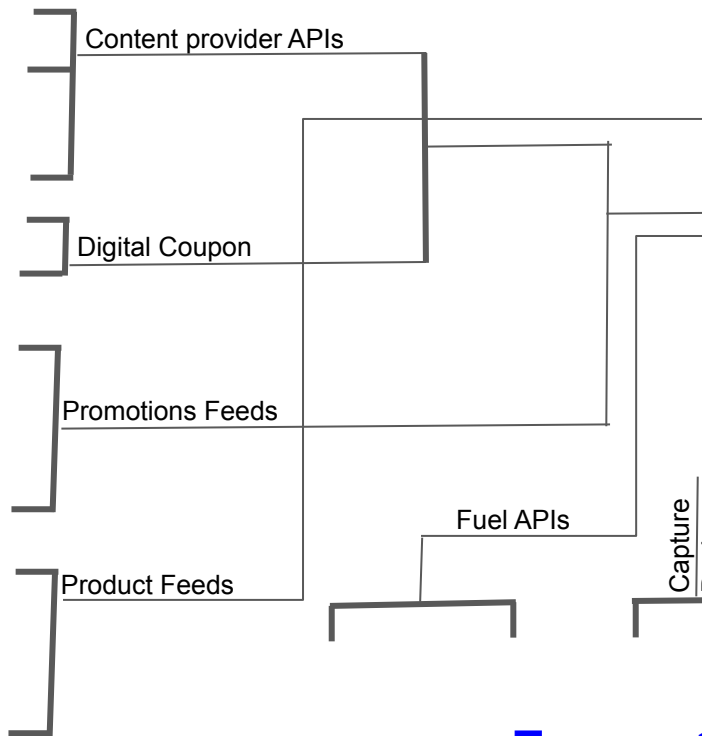 Content provider APIs
Digital Coupon
Promotions Feeds
Fuel APIs
Capture
Product Feeds